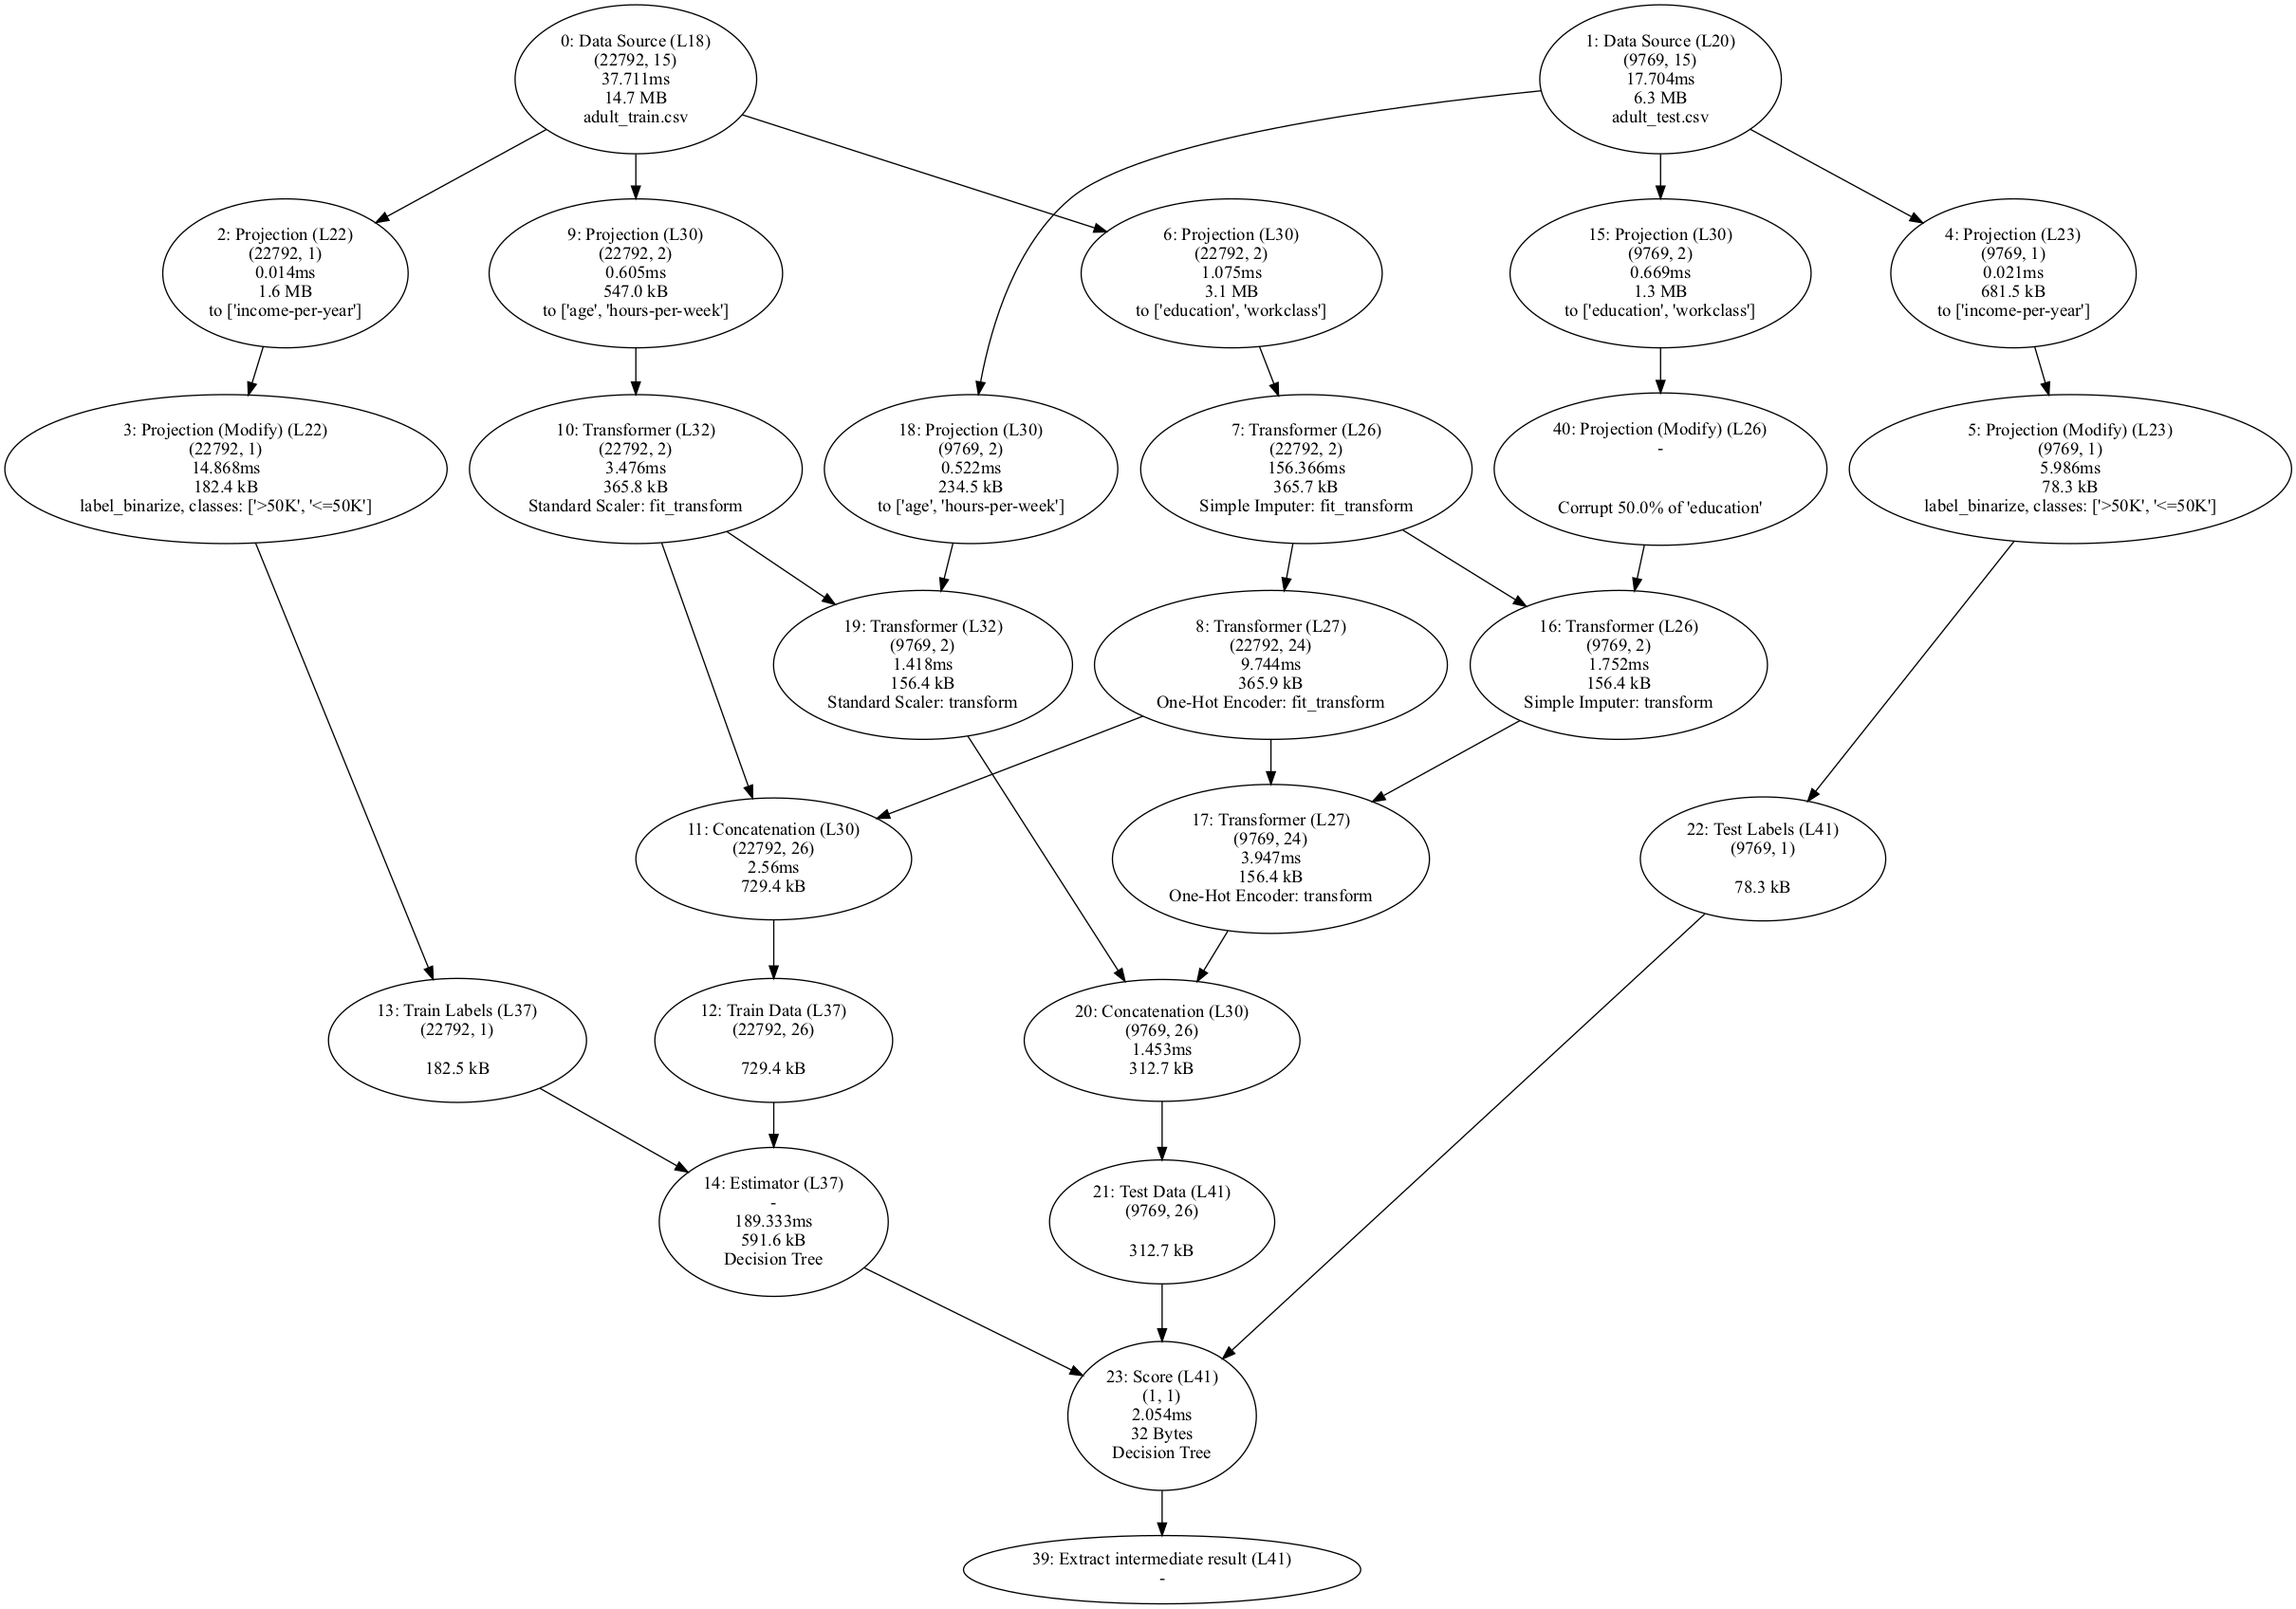 0: Data Source (L18)
(22792, 15)
37.711ms
14.7 MB
adult_train.csv
1: Data Source (L20)
(9769, 15)
17.704ms
6.3 MB
adult_test.csv
2: Projection (L22)
(22792, 1)
0.014ms
1.6 MB
to ['income-per-year']
9: Projection (L30)
(22792, 2)
0.605ms
547.0 kB
to ['age', 'hours-per-week']
6: Projection (L30)
(22792, 2)
1.075ms
3.1 MB
to ['education', 'workclass']
15: Projection (L30)
(9769, 2)
0.669ms
1.3 MB
to ['education', 'workclass']
4: Projection (L23)
(9769, 1)
0.021ms
681.5 kB
to ['income-per-year']
3: Projection (Modify) (L22)
(22792, 1)
14.868ms
182.4 kB
label_binarize, classes: ['>50K', '<=50K']
10: Transformer (L32)
(22792, 2)
3.476ms
365.8 kB
Standard Scaler: fit_transform
18: Projection (L30)
(9769, 2)
0.522ms
234.5 kB
to ['age', 'hours-per-week']
7: Transformer (L26)
(22792, 2)
156.366ms
365.7 kB
Simple Imputer: fit_transform
40: Projection (Modify) (L26)
-
Corrupt 50.0% of 'education'
5: Projection (Modify) (L23)
(9769, 1)
5.986ms
78.3 kB
label_binarize, classes: ['>50K', '<=50K']
19: Transformer (L32)
(9769, 2)
1.418ms
156.4 kB
Standard Scaler: transform
8: Transformer (L27)
(22792, 24)
9.744ms
365.9 kB
One-Hot Encoder: fit_transform
16: Transformer (L26)
(9769, 2)
1.752ms
156.4 kB
Simple Imputer: transform
11: Concatenation (L30)
(22792, 26)
2.56ms
729.4 kB
17: Transformer (L27)
(9769, 24)
3.947ms
156.4 kB
One-Hot Encoder: transform
22: Test Labels (L41)
(9769, 1)
78.3 kB
13: Train Labels (L37)
(22792, 1)
182.5 kB
12: Train Data (L37)
(22792, 26)
729.4 kB
20: Concatenation (L30)
(9769, 26)
1.453ms
312.7 kB
14: Estimator (L37)
-
189.333ms
591.6 kB
Decision Tree
21: Test Data (L41)
(9769, 26)
312.7 kB
23: Score (L41)
(1, 1)
2.054ms
32 Bytes
Decision Tree
39: Extract intermediate result (L41)
-